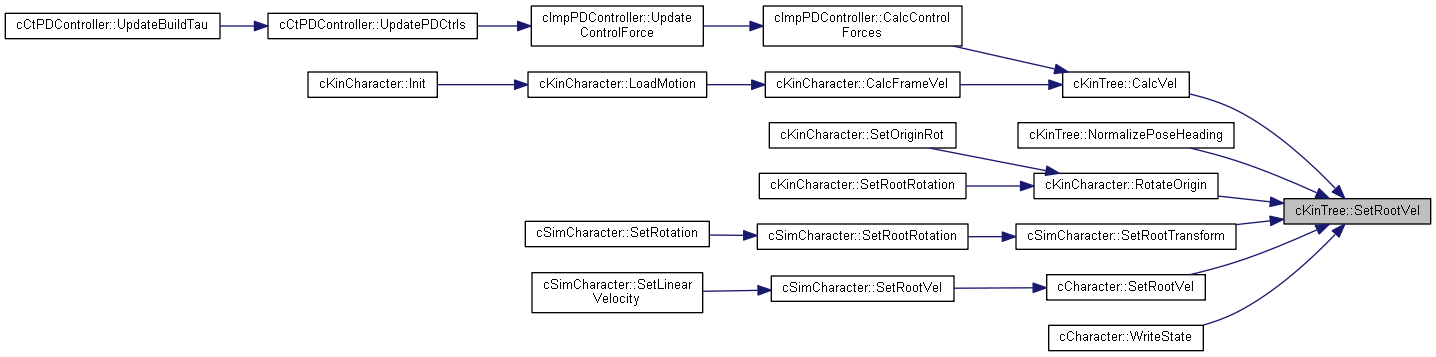 cCtPDController::UpdateBuildTau
cCtPDController::UpdatePDCtrls
cImpPDController::Update
ControlForce
cImpPDController::CalcControl
Forces
cKinCharacter::Init
cKinCharacter::LoadMotion
cKinCharacter::CalcFrameVel
cKinTree::CalcVel
cKinCharacter::SetOriginRot
cKinTree::NormalizePoseHeading
cKinCharacter::SetRootRotation
cKinCharacter::RotateOrigin
cKinTree::SetRootVel
cSimCharacter::SetRotation
cSimCharacter::SetRootRotation
cSimCharacter::SetRootTransform
cSimCharacter::SetLinear
Velocity
cSimCharacter::SetRootVel
cCharacter::SetRootVel
cCharacter::WriteState